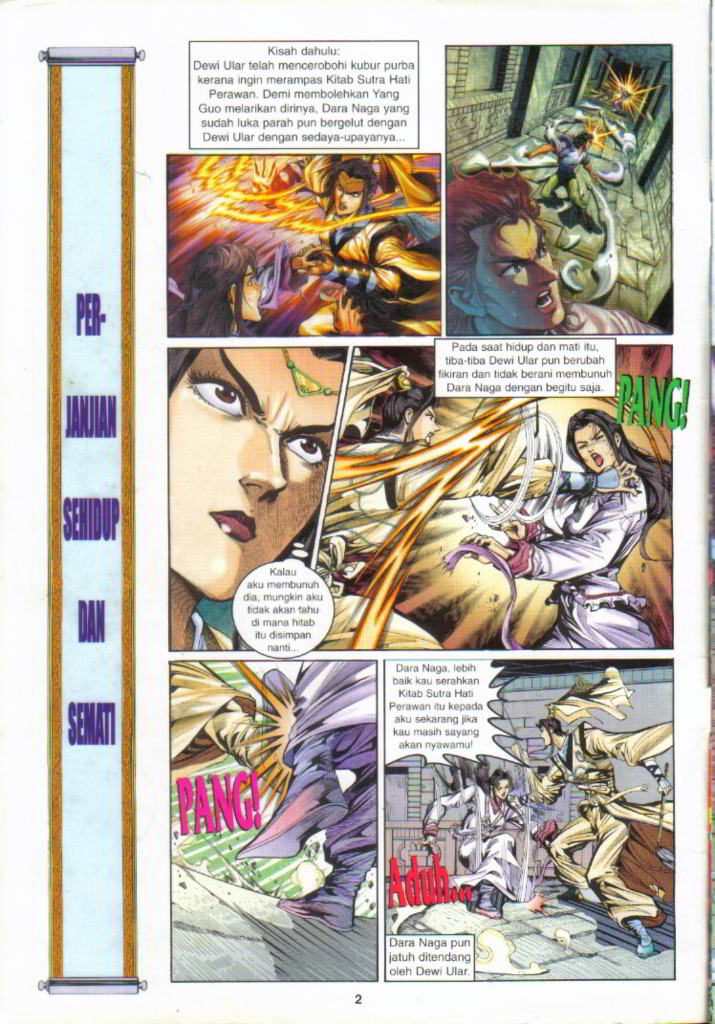 PER-
JANJIAN
SEHIDUP
DAN
SEMATI
Kisah dahulu:
Dewi Ular telah mencerobohi kubur purba
kerana ingin merampas Kitab Sutra Hati
Perawan. Demi membolehkan Yang
Guo melarikan dirinya, Dara Naga yang
sudah luka parah pun bergelut dengan
Dewi Ular dengan sedaya-upayanya...
Pada saat hidup dan mati itu,
tiba-tiba Dewi Ular pun berubah
fikiran dan tidak berani membunuh
Dara Naga dengan begitu saja.
PANG!
Kalau
aku membunuh
dia, mungkin aku
tidak akan tahu
di mana hitab
itu disimpan
nanti...
PANG!
Dara Naga, lebih
baik kau serahkan
Kitab Sutra Hati
Perawan itu kepada
aku sekarang jika
kau masih sayang
akan nyawamu!
Aduh...
Dara Naga pun
jatuh ditendang
oleh Dewi Ular.
2